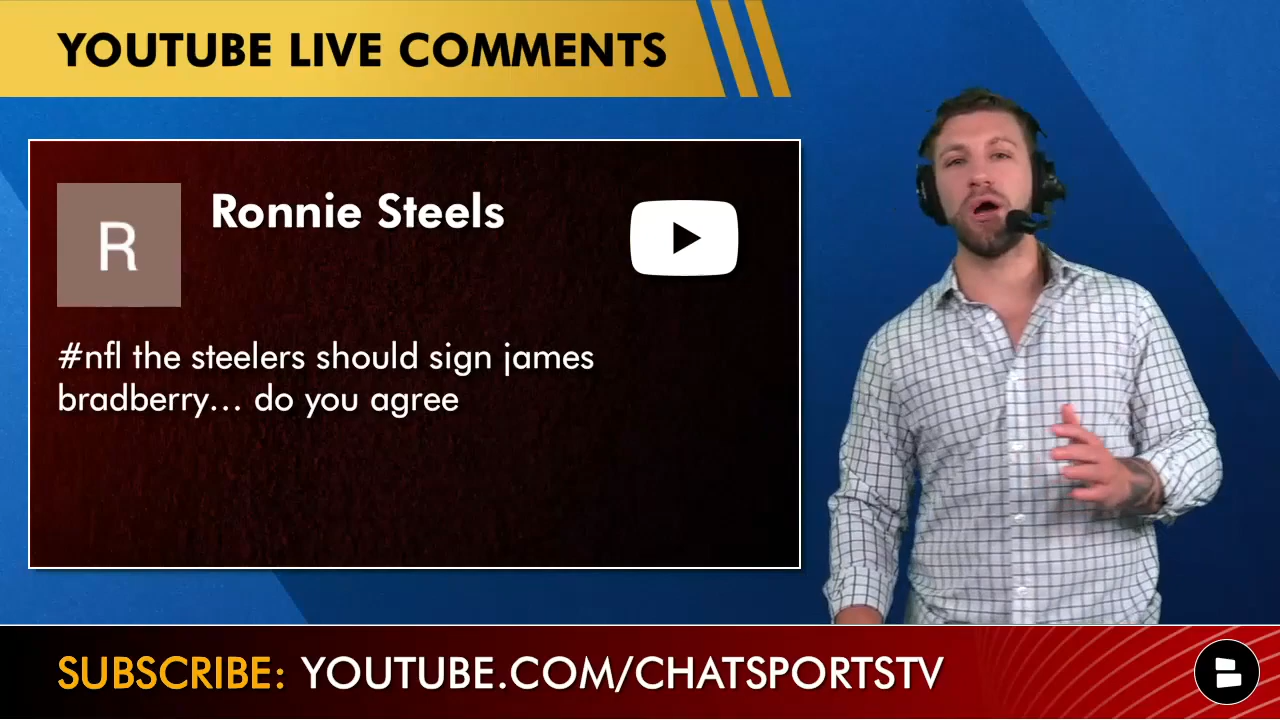 YOUTUBE LIVE COMMENTS
R
Ronnie Steels
#nfl the steelers should sign james
bradberry... do you agree
SUBSCRIBE: YOUTUBE.COM/CHATSPORTSTV